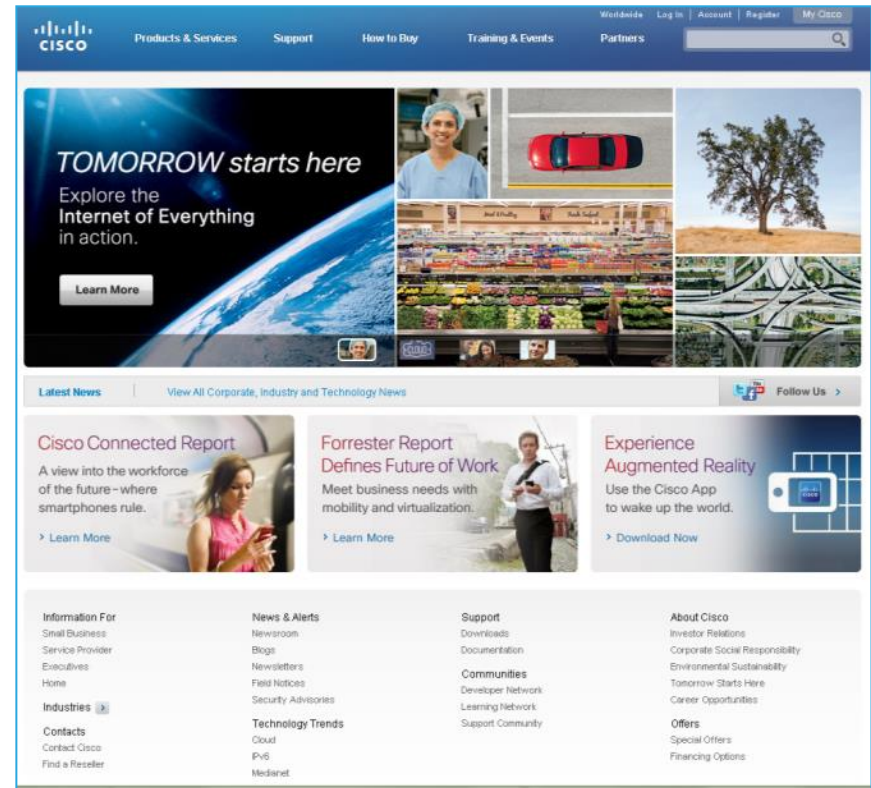 Worldwide Log In Account Register My Cisco
CISCO
Products & Services Support How to Buy Training & Events Partners
TOMORROW starts here
Explore the
Internet of Everything
in action.
Learn More
CLOUD
Latest News View All Corporate, Industry and Technology News
Follow Us >
Cisco Connected Report
A view into the workforce
of the future–where
smartphones rule.
> Learn More
Forrester Report
Defines Future of Work
Meet business needs with
mobility and virtualization.
> Learn More
Experience
Augmented Reality
Use the Cisco App
to wake up the world.
> Download Now
CISCO
Information For
Small Business
Service Provider
Executives
Home
Industries >
Contacts
Contact Cisco
Find a Reseller
News & Alerts
Newsroom
Blogs
Newsletters
Field Notices
Security Advisories
Technology Trends
Cloud
IPv6
Medianet
Support
Downloads
Documentation
Communities
Developer Network
Learning Network
Support Community
About Cisco
Investor Relations
Corporate Social Responsibility
Environmental Sustainability
Tomorrow Starts Here
Career Opportunities
Offers
Special Offers
Financing Options